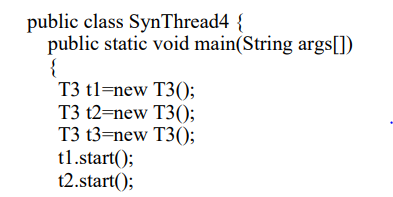 public class SynThread4 {
public static void main(String args[])
{
T3 t1=new T3();
T3 t2=new T3();
T3 t3=new T3();
t1.start();
t2.start();